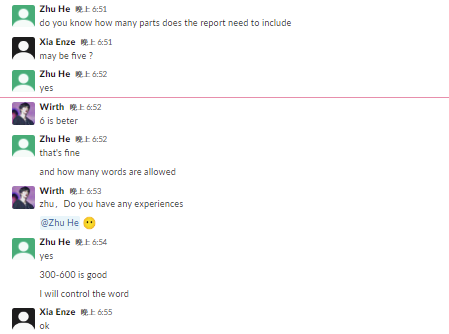 Zhu He 晚上 6:51
do you know how many parts does the report need to include
Xia Enze 晚上 6:51
may be five ?
Zhu He 晚上 6:52
yes
Wirth 晚上 6:52
6 is beter
Zhu He 晚上 6:52
that's fine
and how many words are allowed
Wirth 晚上 6:53
zhu，Do you have any experiences
@Zhu He 😶
Zhu He 晚上 6:54
yes
300-600 is good
I will control the word
Xia Enze 晚上 6:55
ok